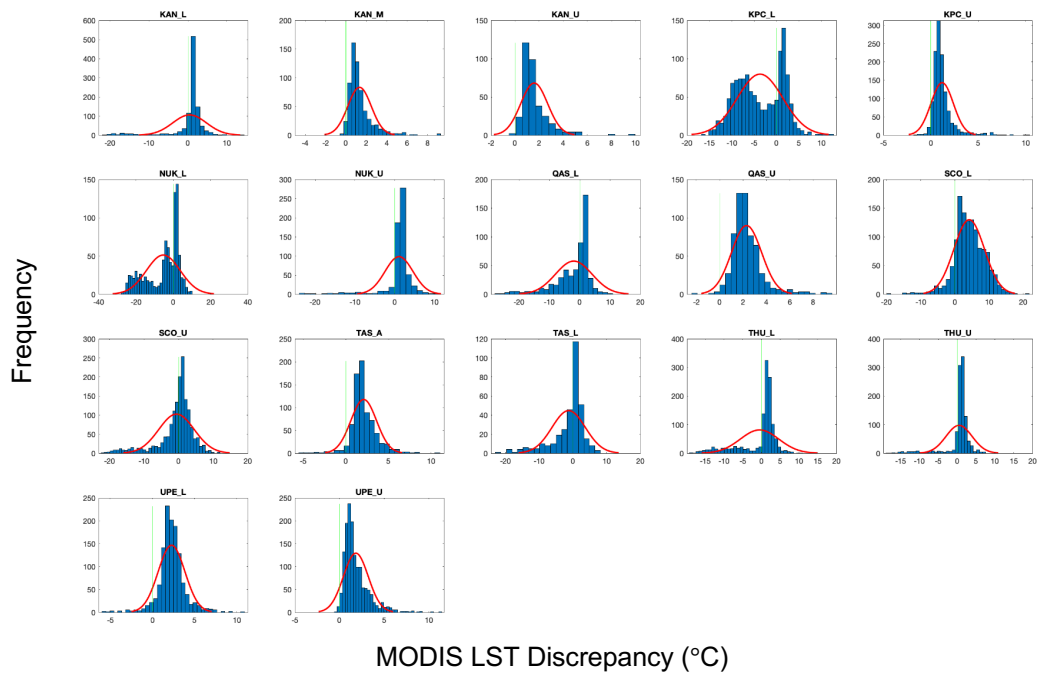 KAN_L
KAN_M
KAN_U
KPC_L
KPC_U
600
500
400
300
200
100
0
-20 -10 0 10
200
150
100
50
0
-4 -2 0 2 4 6 8
150
100
50
0
-2 0 2 4 6 8 10
150
100
50
0
-20 -15 -10 -5 0 5 10
300
250
200
150
100
50
0
-5 0 5 10
NUK_L
NUK_U
QAS_L
QAS_U
SCO_L
150
100
50
0
-40 -20 0 20 40
300
250
200
150
100
50
0
-20 -10 0 10
200
150
100
50
0
-20 -10 0 10
150
100
50
0
-2 0 2 4 6 8
200
150
100
50
0
-20 -10 0 10 20
SCO_U
TAS_A
TAS_L
THU_L
THU_U
300
250
200
150
100
50
0
-20 -10 0 10
250
200
150
100
50
0
-5 0 5 10
120
100
80
60
40
20
0
-20 -10 0 10
400
300
200
100
0
-15 -10 -5 0 5 10 15 20
400
300
200
100
0
-15 -10 -5 0 5 10 15 20
UPE_L
UPE_U
250
200
150
100
50
0
-5 0 5 10
250
200
150
100
50
0
-5 0 5 10
Frequency
MODIS LST Discrepancy (°C)